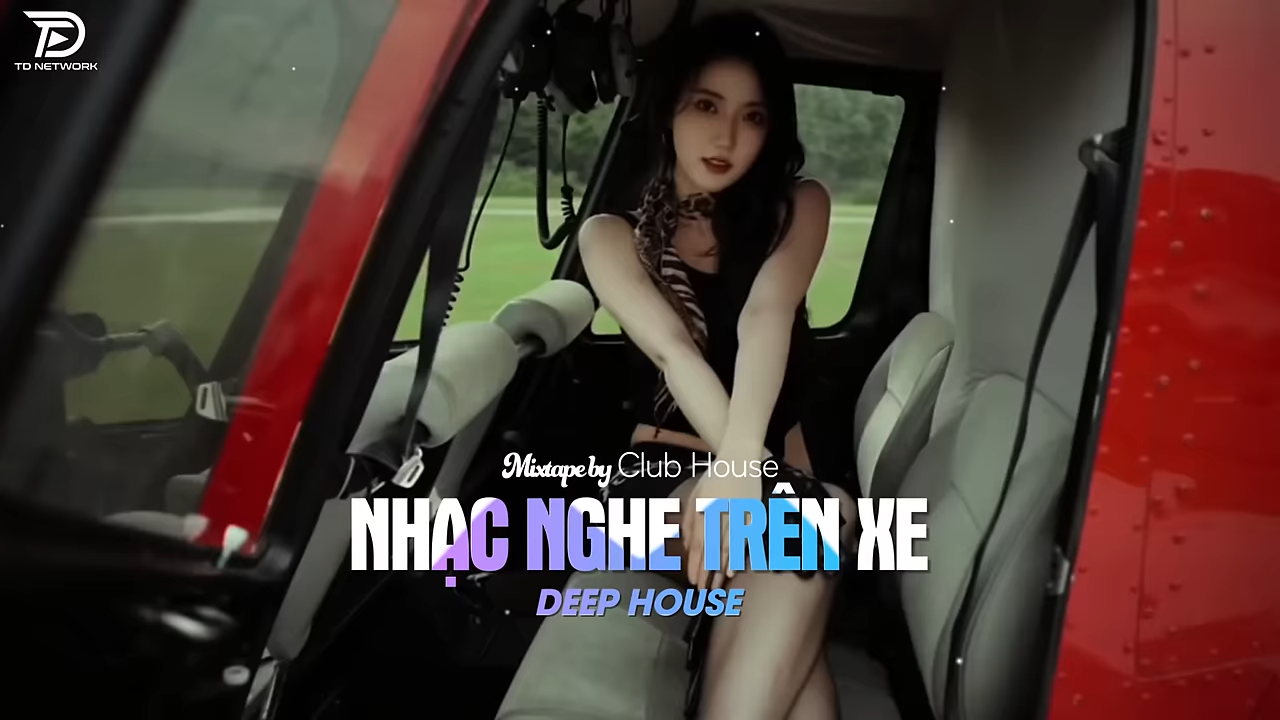 TD NETWORK
Mixtape by Club House
NHẠC NGHE TRÊN XE
DEEP HOUSE